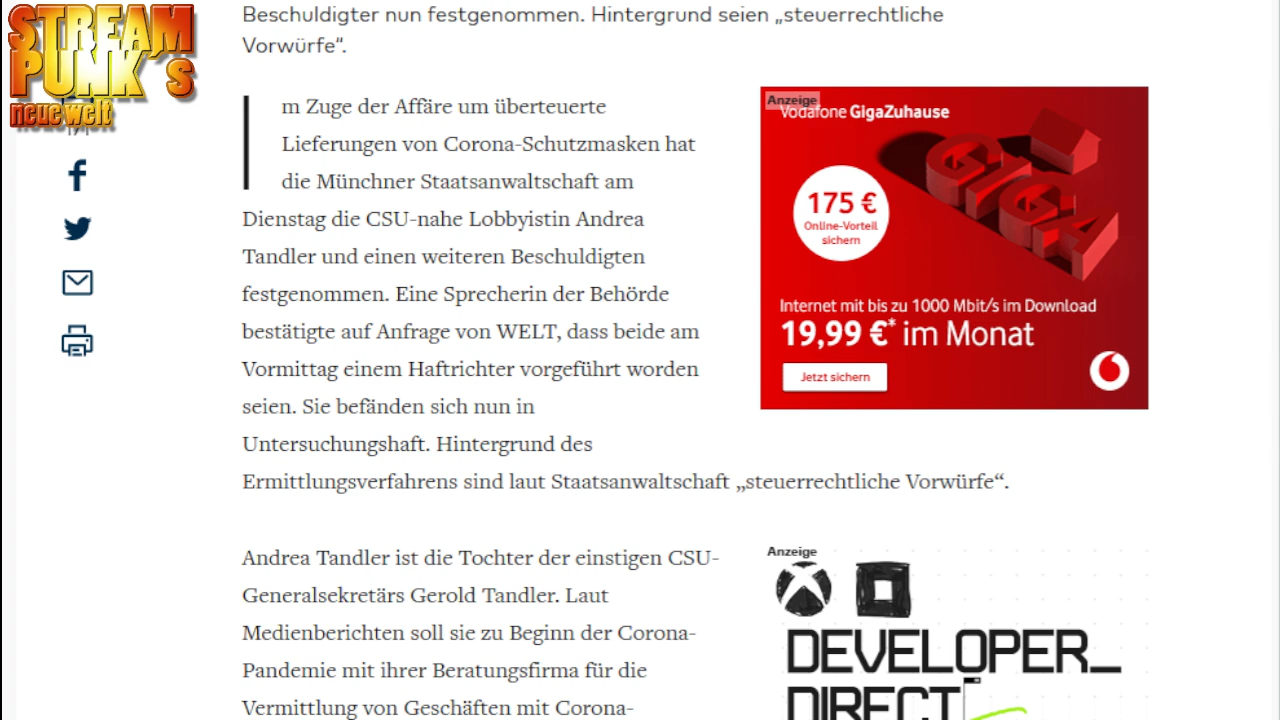 STREAM
PUNK´s
neue welt
Beschuldigter nun festgenommen. Hintergrund seien „steuerrechtliche
Vorwürfe“.
m Zuge der Affäre um überteuerte
Lieferungen von Corona-Schutzmasken hat
die Münchner Staatsanwaltschaft am
Dienstag die CSU-nahe Lobbyistin Andrea
Tandler und einen weiteren Beschuldigten
festgenommen. Eine Sprecherin der Behörde
bestätigte auf Anfrage von WELT, dass beide am
Vormittag einem Haftrichter vorgeführt worden
seien. Sie befänden sich nun in
Untersuchungshaft. Hintergrund des
Ermittlungsverfahrens sind laut Staatsanwaltschaft „steuerrechtliche Vorwürfe“.
Andrea Tandler ist die Tochter der einstigen CSU-
Generalsekretärs Gerold Tandler. Laut
Medienberichten soll sie zu Beginn der Corona-
Pandemie mit ihrer Beratungsfirma für die
Vermittlung von Geschäften mit Corona-
Anzeige
Vodafone GigaZuhause
GIGA
175 €
Online-Vorteil
sichern
Internet mit bis zu 1000 Mbit/s im Download
19,99 €* im Monat
Jetzt sichern
Anzeige
DEVELOPER_
DIRECT